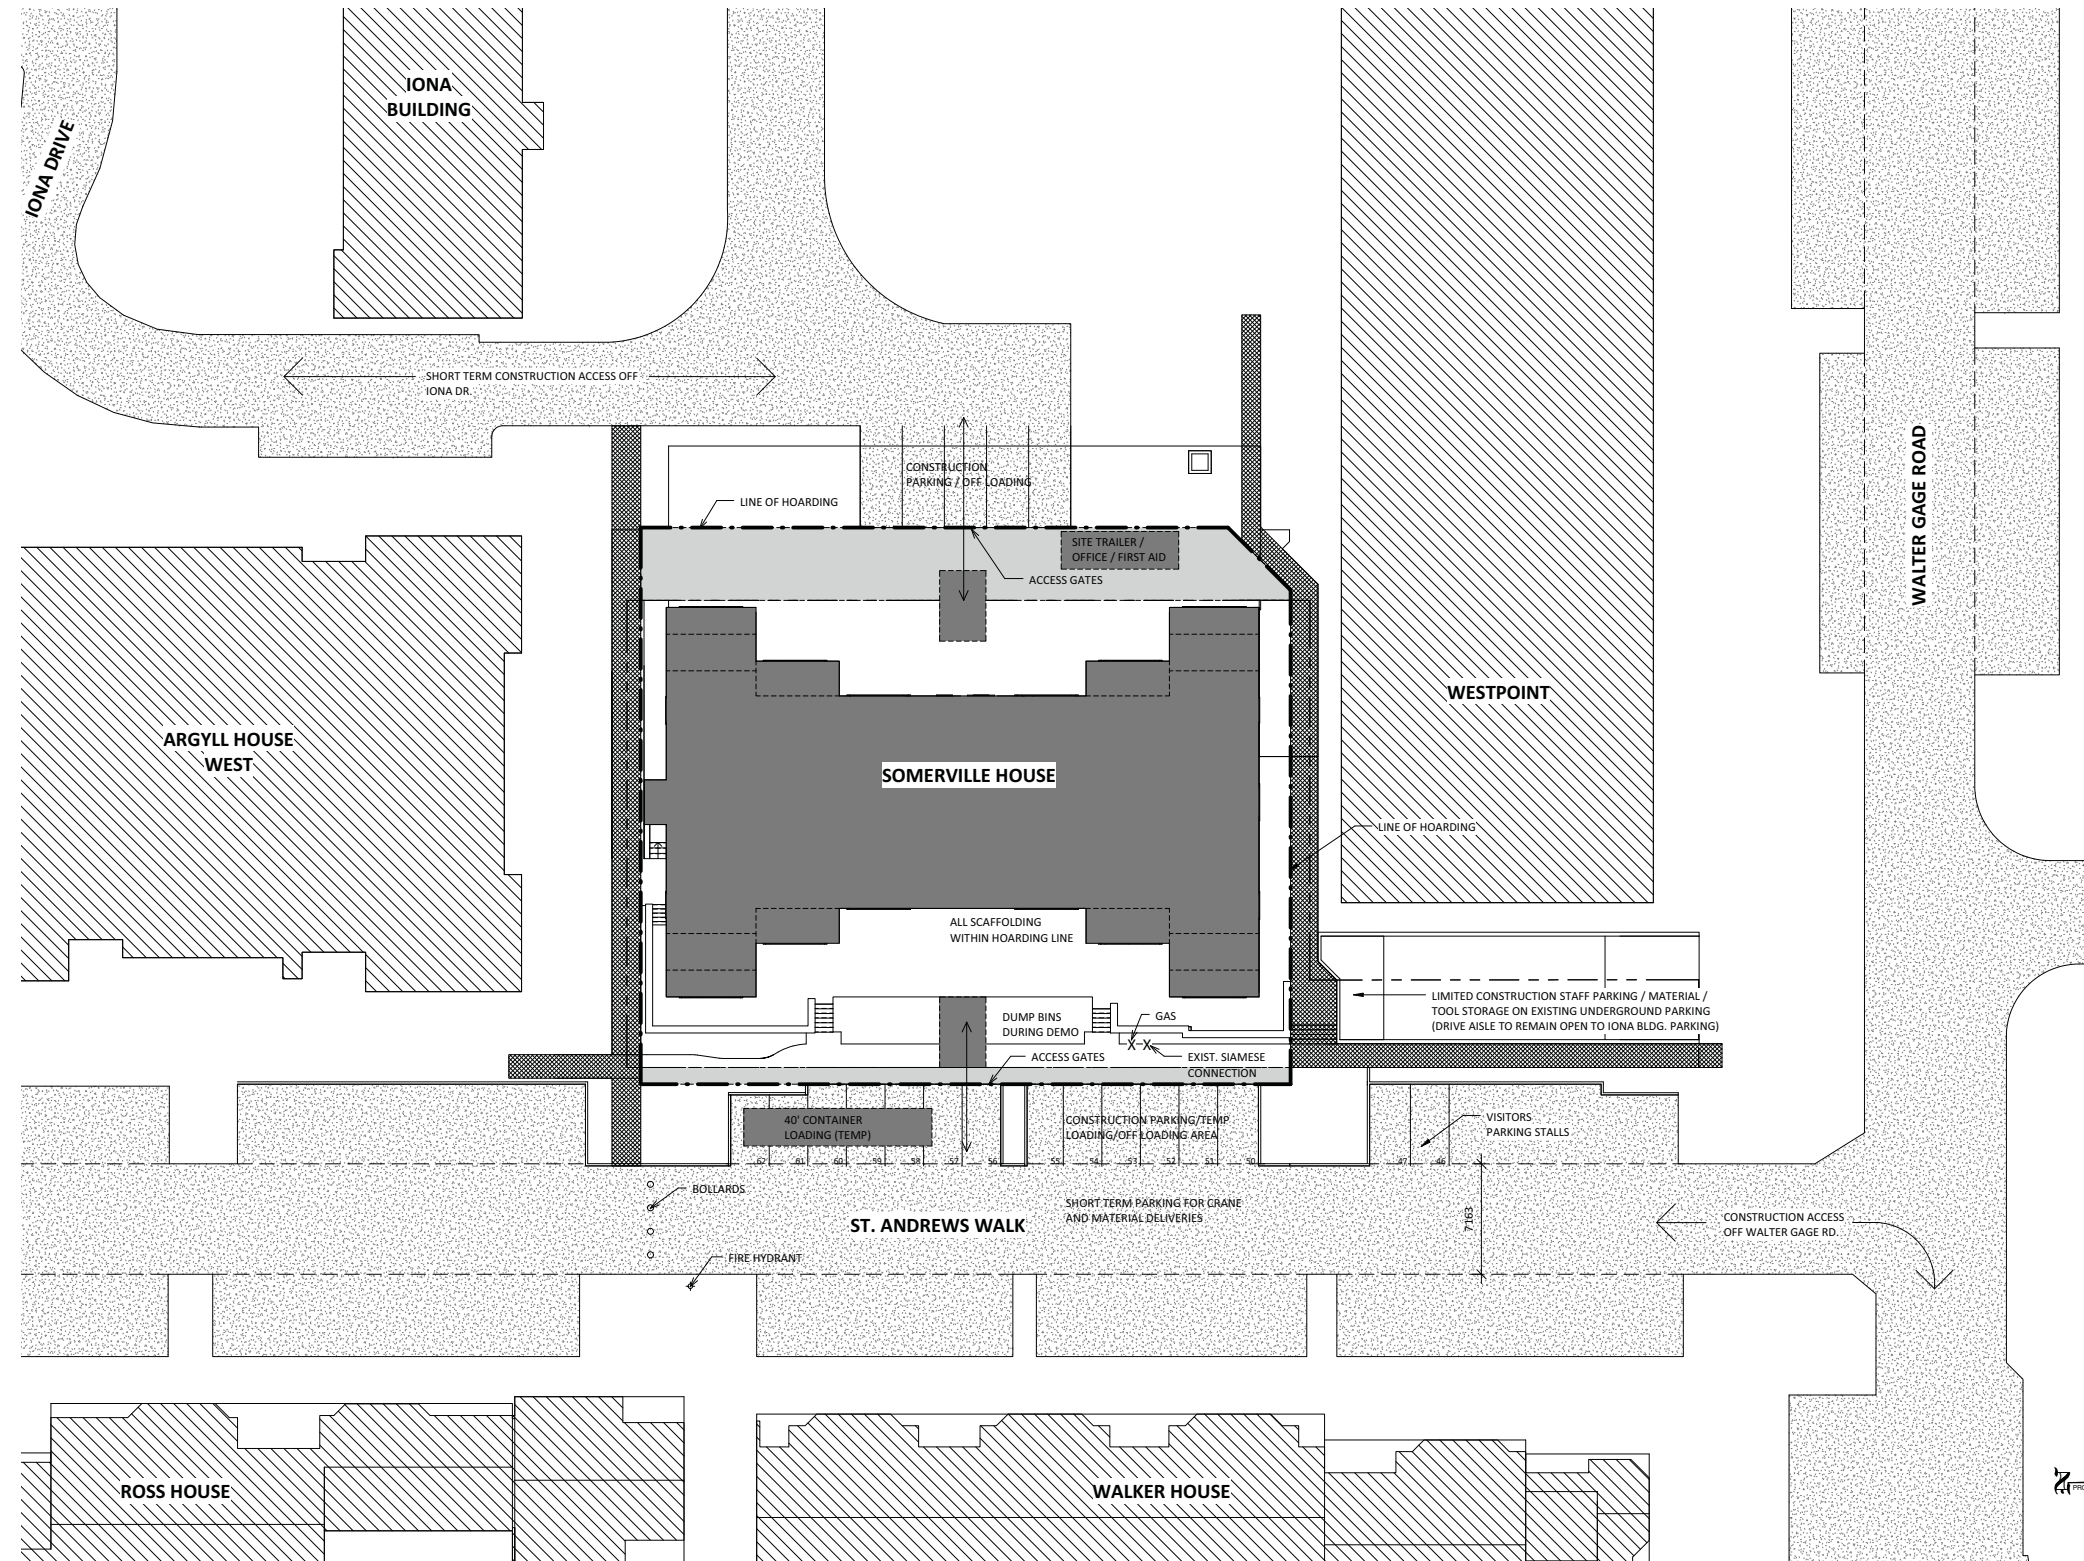 IONA
BUILDING
IONA DRIVE
SHORT TERM CONSTRUCTION ACCESS OFF
IONA DR.
WALTER GAGE ROAD
CONSTRUCTION
PARKING / OFF LOADING
LINE OF HOARDING
SITE TRAILER /
OFFICE / FIRST AID
ACCESS GATES
WESTPOINT
ARGYLL HOUSE
WEST
SOMERVILLE HOUSE
LINE OF HOARDING
ALL SCAFFOLDING
WITHIN HOARDING LINE
LIMITED CONSTRUCTION STAFF PARKING / MATERIAL /
TOOL STORAGE ON EXISTING UNDERGROUND PARKING
(DRIVE AISLE TO REMAIN OPEN TO IONA BLDG. PARKING)
DUMP BINS
DURING DEMO
GAS
ACCESS GATES
EXIST. SIAMESE
CONNECTION
40' CONTAINER
LOADING (TEMP)
CONSTRUCTION PARKING/TEMP
LOADING/OFF LOADING AREA
VISITORS
PARKING STALLS
62 61 60 59 58 57 56 55 54 53 52 51 50 47 46
BOLLARDS
SHORT TERM PARKING FOR CRANE
AND MATERIAL DELIVERIES
ST. ANDREWS WALK
7163
CONSTRUCTION ACCESS
OFF WALTER GAGE RD.
FIRE HYDRANT
ROSS HOUSE
WALKER HOUSE